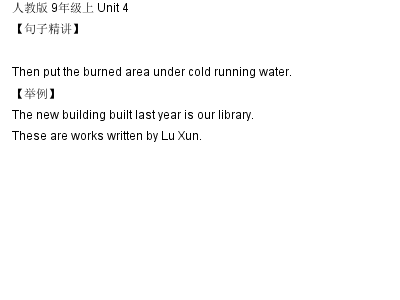 人教版 9年级上 Unit 4
【句子精讲】
Then put the burned area under cold running water.
【举例】
The new building built last year is our library.
These are works written by Lu Xun.